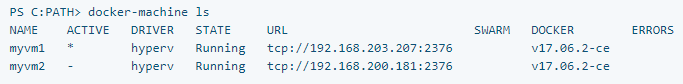 PS C:PATH> docker-machine ls
NAME ACTIVE DRIVER STATE URL SWARM DOCKER ERRORS
myvm1 * hyperv Running tcp://192.168.203.207:2376 v17.06.2-ce
myvm2 - hyperv Running tcp://192.168.200.181:2376 v17.06.2-ce